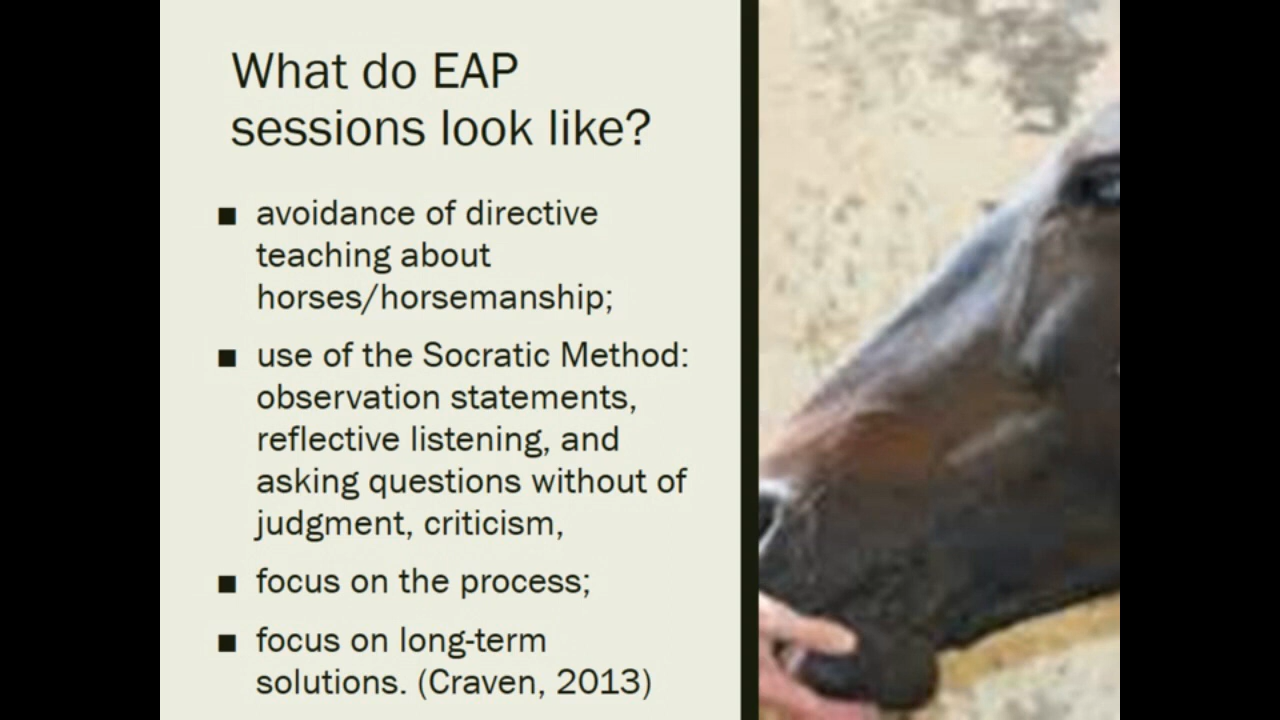 What do EAP
sessions look like?
■ avoidance of directive
teaching about
horses/horsemanship;
■ use of the Socratic Method:
observation statements,
reflective listening, and
asking questions without of
judgment, criticism,
■ focus on the process;
■ focus on long-term
solutions. (Craven, 2013)